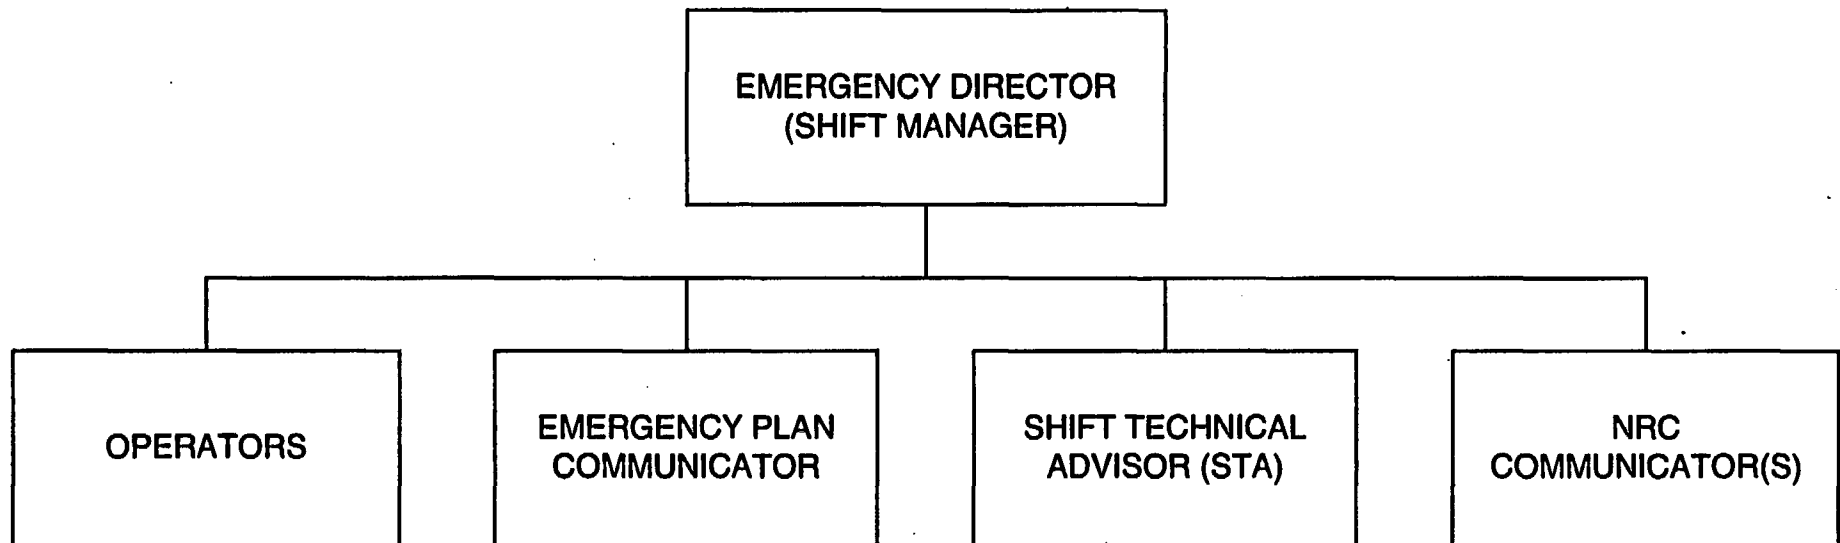 EMERGENCY DIRECTOR
(SHIFT MANAGER)
OPERATORS
EMERGENCY PLAN
COMMUNICATOR
SHIFT TECHNICAL
ADVISOR (STA)
NRC
COMMUNICATOR(S)